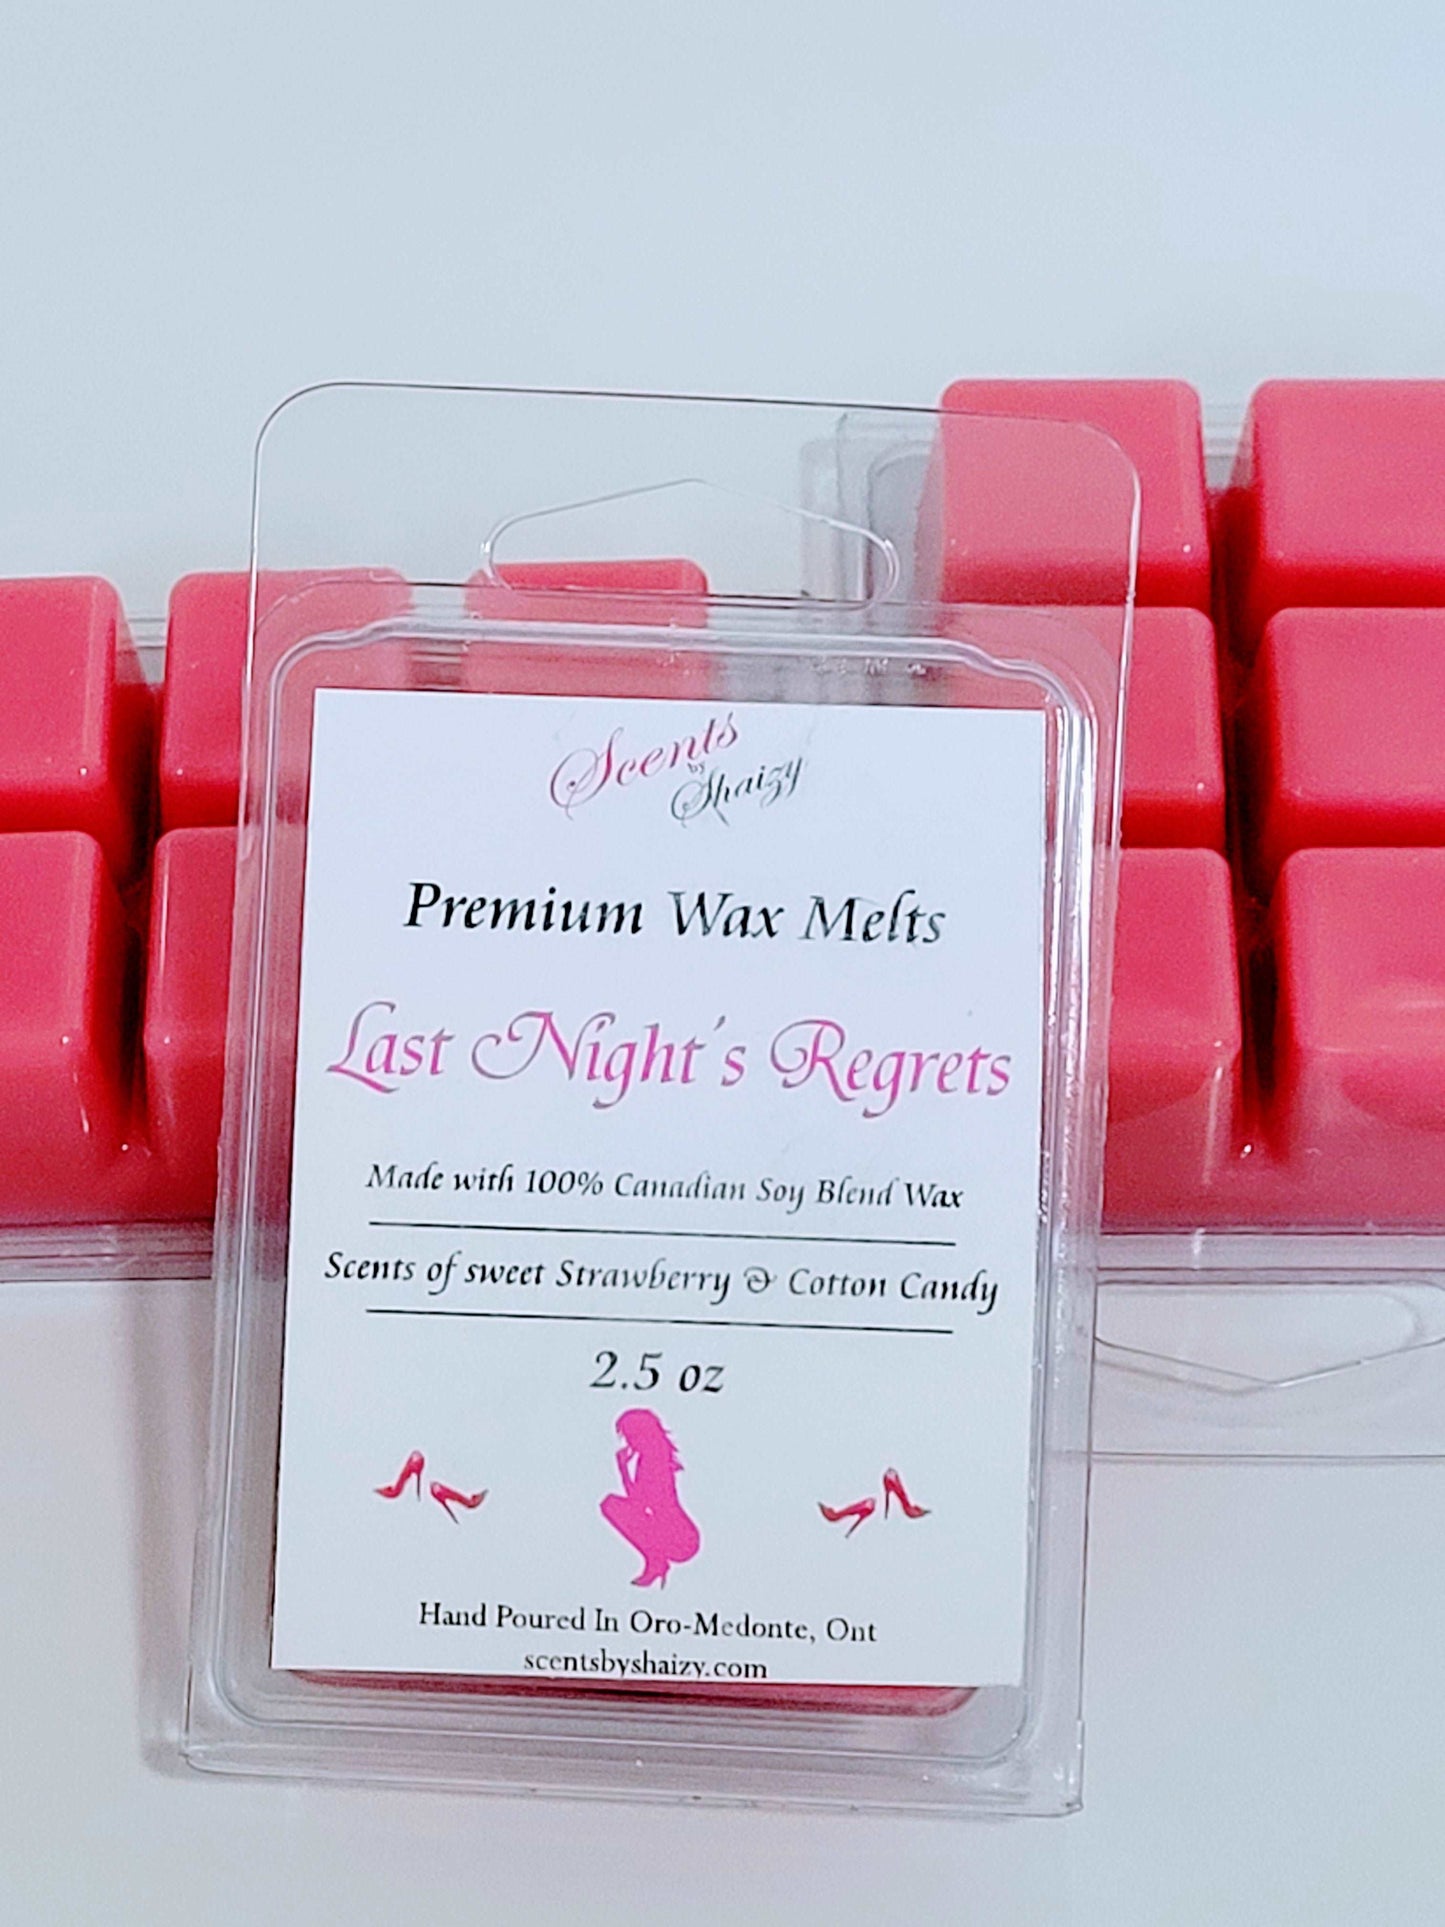 Scents
by
Shaizy
Premium Wax Melts
Last Night's Regrets
Made with 100% Canadian Soy Blend Wax
Scents of sweet Strawberry & Cotton Candy
2.5 oz
Hand Poured In Oro-Medonte, Ont
scentsbyshaizy.com